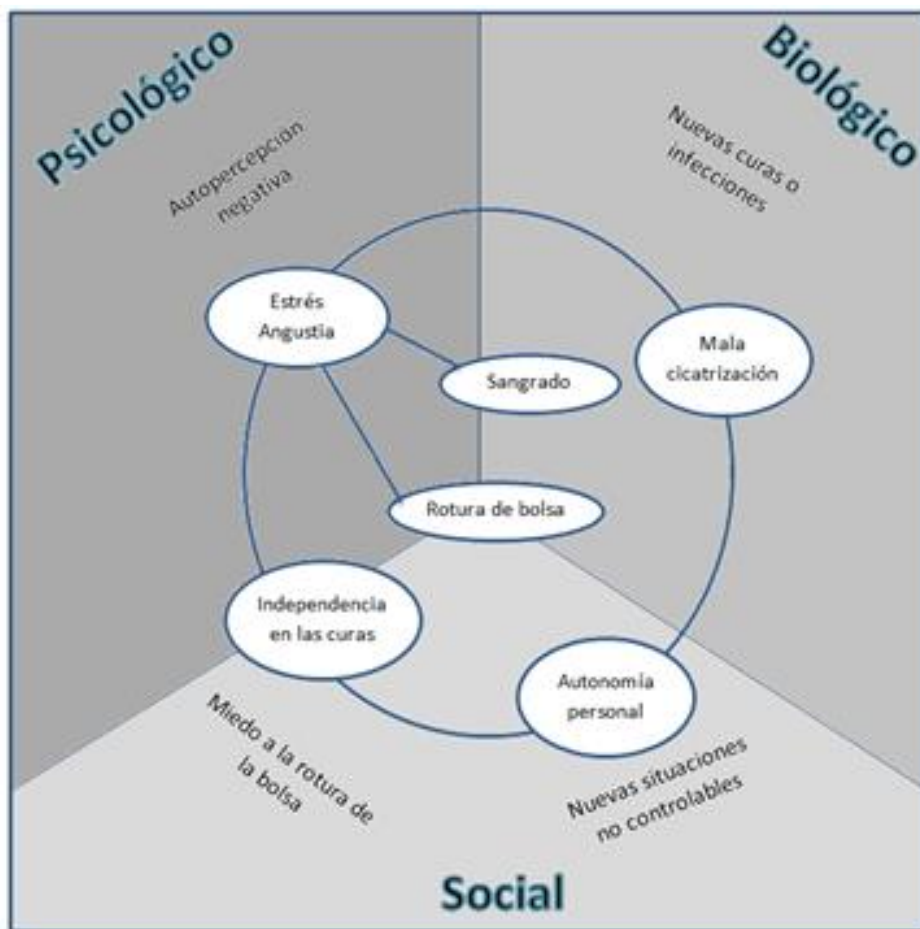 Psicológico
Biológico
Autopercepción
negativa
Nuevas curas o
infecciones
Estrés
Angustia
Mala
cicatrización
Sangrado
Rotura de bolsa
Independencia
en las curas
Autonomía
personal
Miedo a la rotura de
la bolsa
Nuevas situaciones
no controlables
Social